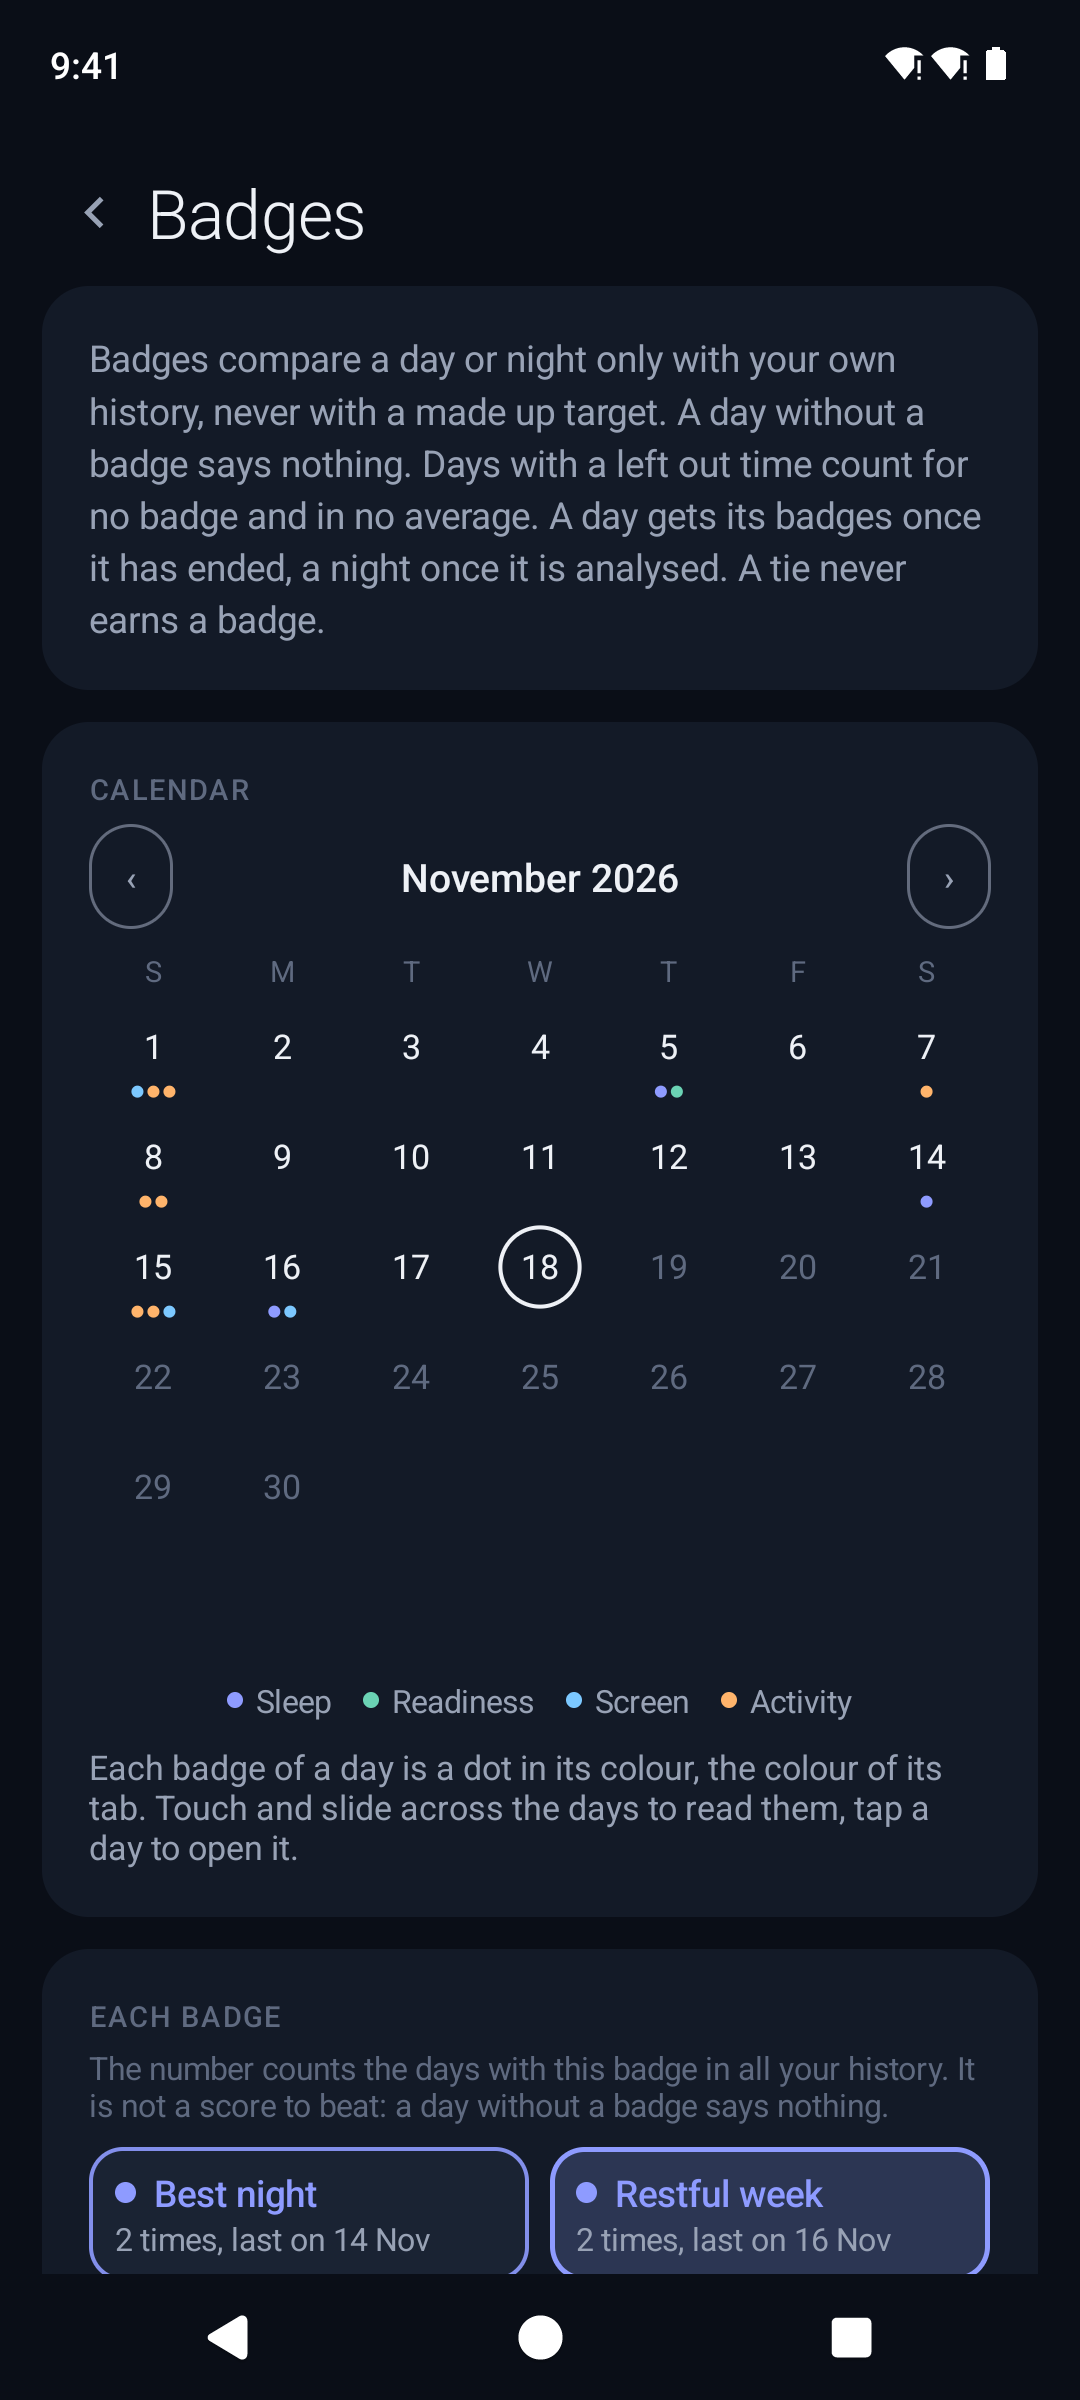 9:41
Badges
Badges compare a day or night only with your own
history, never with a made up target. A day without a
badge says nothing. Days with a left out time count for
no badge and in no average. A day gets its badges once
it has ended, a night once it is analysed. A tie never
earns a badge.
CALENDAR
‹ November 2026 ›
S M T W T F S
1 2 3 4 5 6 7
8 9 10 11 12 13 14
15 16 17 18 19 20 21
22 23 24 25 26 27 28
29 30
Sleep Readiness Screen Activity
Each badge of a day is a dot in its colour, the colour of its
tab. Touch and slide across the days to read them, tap a
day to open it.
EACH BADGE
The number counts the days with this badge in all your history. It
is not a score to beat: a day without a badge says nothing.
Best night Restful week
2 times, last on 14 Nov 2 times, last on 16 Nov